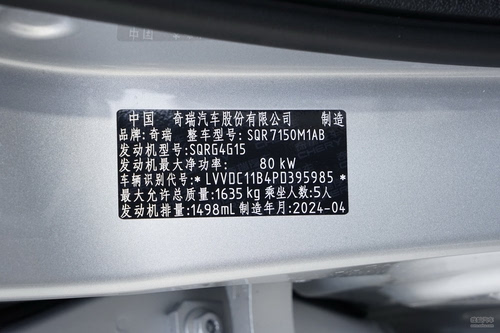 中国 奇瑞汽车股份有限公司 制造
品牌:奇瑞 整车型号:SQR7150M1AB
发动机型号:SQRG4G15
发动机最大净功率: 80 kW
车辆识别代号:*LVVDC11B4PD395985*
最大允许总质量:1635kg 乘坐人数:5人
发动机排量:1498mL 制造年月:2024-04